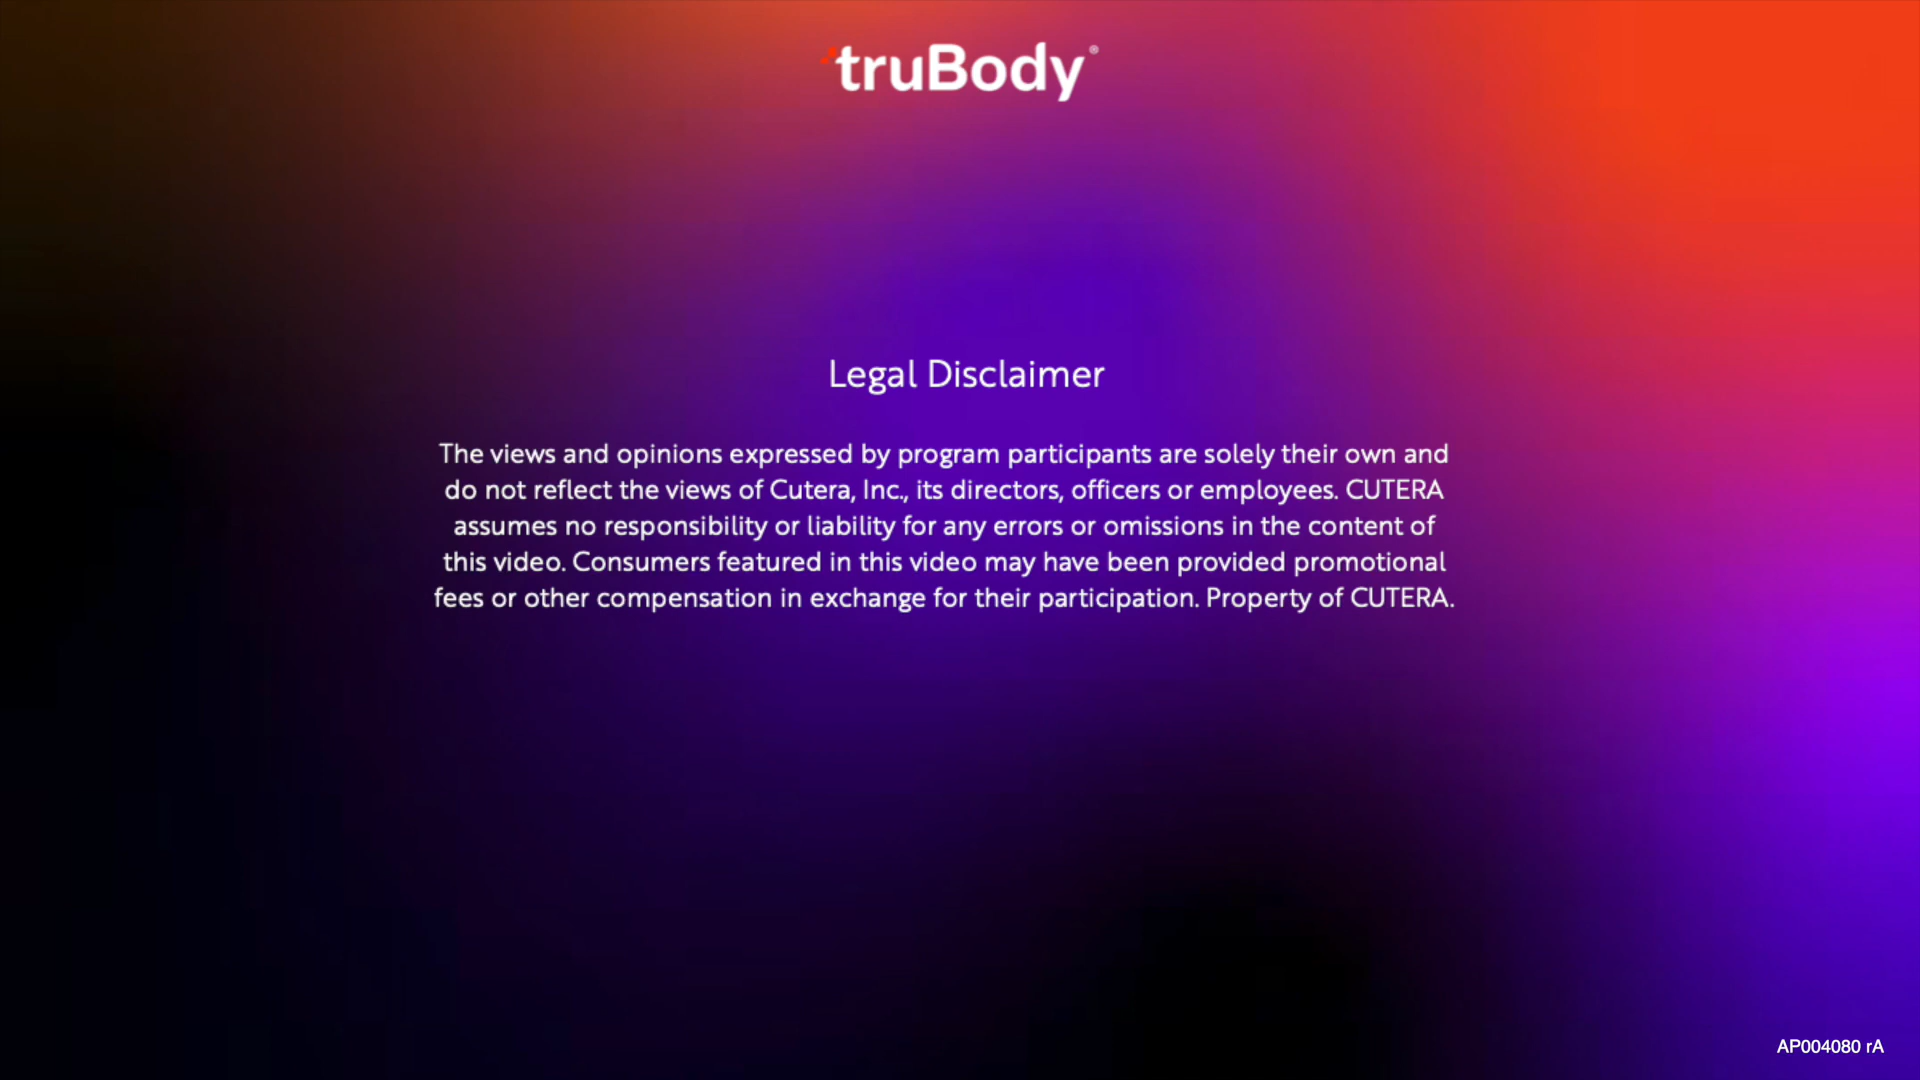 truBody®
Legal Disclaimer
The views and opinions expressed by program participants are solely their own and
do not reflect the views of Cutera, Inc., its directors, officers or employees. CUTERA
assumes no responsibility or liability for any errors or omissions in the content of
this video. Consumers featured in this video may have been provided promotional
fees or other compensation in exchange for their participation. Property of CUTERA.
AP004080 rA